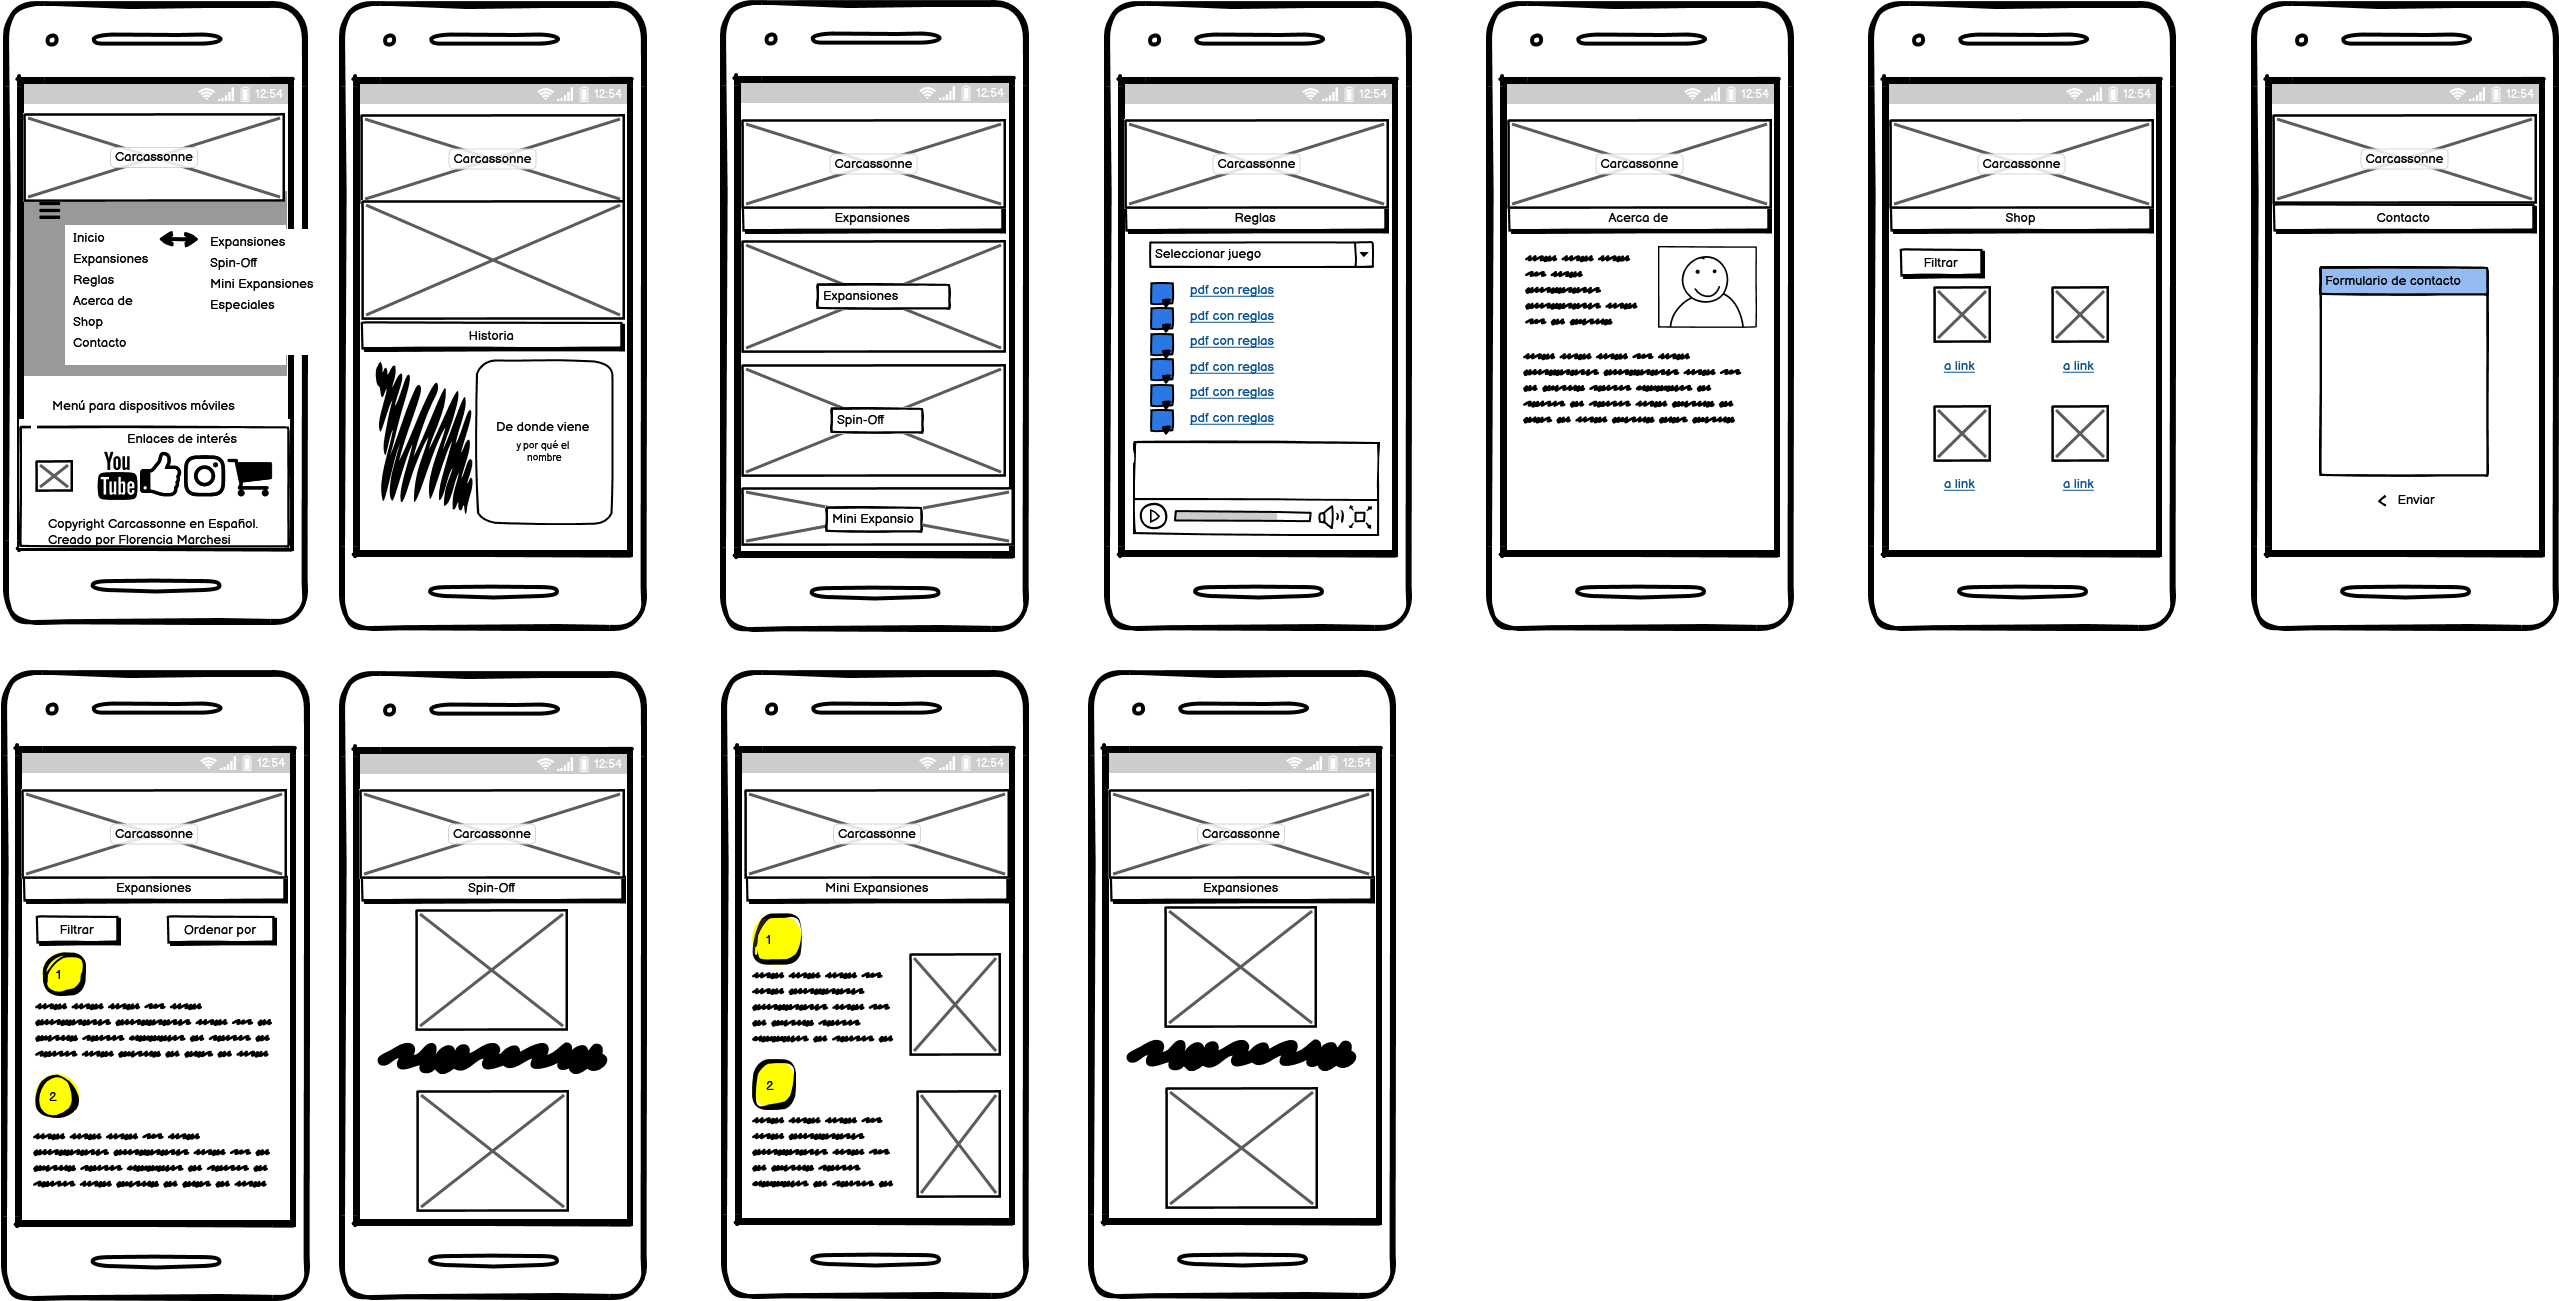 12:54
Carcassonne
Inicio
Expansiones
Reglas
Acerca de
Shop
Contacto
Expansiones
Spin-Off
Mini Expansiones
Especiales
Menú para dispositivos móviles
Enlaces de interés
You
Tube
Copyright Carcassonne en Español.
Creado por Florencia Marchesi
12:54
Carcassonne
Historia
De donde viene
y por qué el
nombre
12:54
Carcassonne
Expansiones
Expansiones
Spin-Off
Mini Expansio
12:54
Carcassonne
Reglas
Seleccionar juego
pdf con reglas
pdf con reglas
pdf con reglas
pdf con reglas
pdf con reglas
pdf con reglas
12:54
Carcassonne
Acerca de
12:54
Carcassonne
Shop
Filtrar
a link
a link
a link
a link
12:54
Carcassonne
Contacto
Formulario de contacto
Enviar
12:54
Carcassonne
Expansiones
Filtrar
Ordenar por
1
2
12:54
Carcassonne
Spin-Off
12:54
Carcassonne
Mini Expansiones
1
2
12:54
Carcassonne
Expansiones